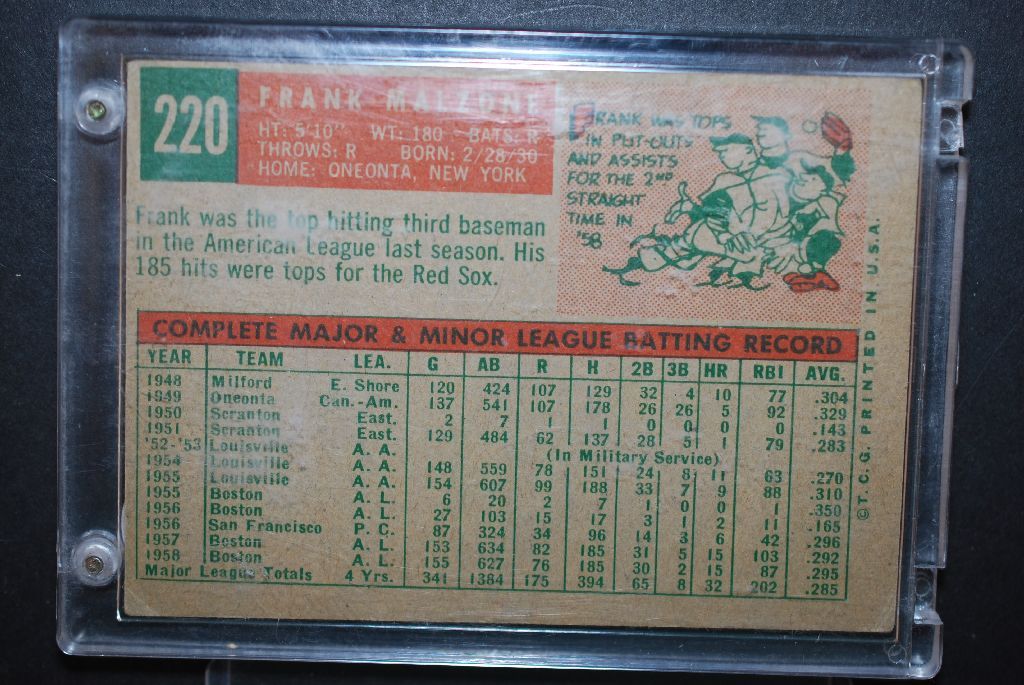 220
FRANK MALZONE
HT: 5'10" WT: 180 BATS: R
THROWS: R BORN: 2/28/30
HOME: ONEONTA, NEW YORK
Frank was the top hitting third baseman
in the American League last season. His
185 hits were tops for the Red Sox.
FRANK WAS TOPS
IN PUT-OUTS
AND ASSISTS
FOR THE 2ND
STRAIGHT
TIME IN
'58
COMPLETE MAJOR & MINOR LEAGUE BATTING RECORD
YEAR TEAM LEA. G AB R H 2B 3B HR RBI AVG.
1948 Milford E. Shore 120 424 107 129 32 4 10 77 .304
1949 Oneonta Can.-Am. 137 541 107 178 26 26 5 92 .329
1950 Scranton East. 2 7 1 1 0 0 0 0 .143
1951 Scranton East. 129 484 62 137 28 5 1 79 .283
'52-'53 Louisville A. A. (In Military Service)
1954 Louisville A. A. 148 559 78 151 24 8 11 63 .270
1955 Louisville A. A. 154 607 99 188 33 7 9 88 .310
1955 Boston A. L. 6 20 2 7 1 0 0 1 .350
1956 Boston A. L. 27 103 15 17 3 1 2 11 .165
1956 San Francisco P. C. 87 324 34 96 14 3 6 42 .296
1957 Boston A. L. 153 634 82 185 31 5 15 103 .292
1958 Boston A. L. 155 627 76 185 30 2 15 87 .295
Major League Totals 4 Yrs. 341 1384 175 394 65 8 32 202 .285
© T. C. G. PRINTED IN U.S.A.